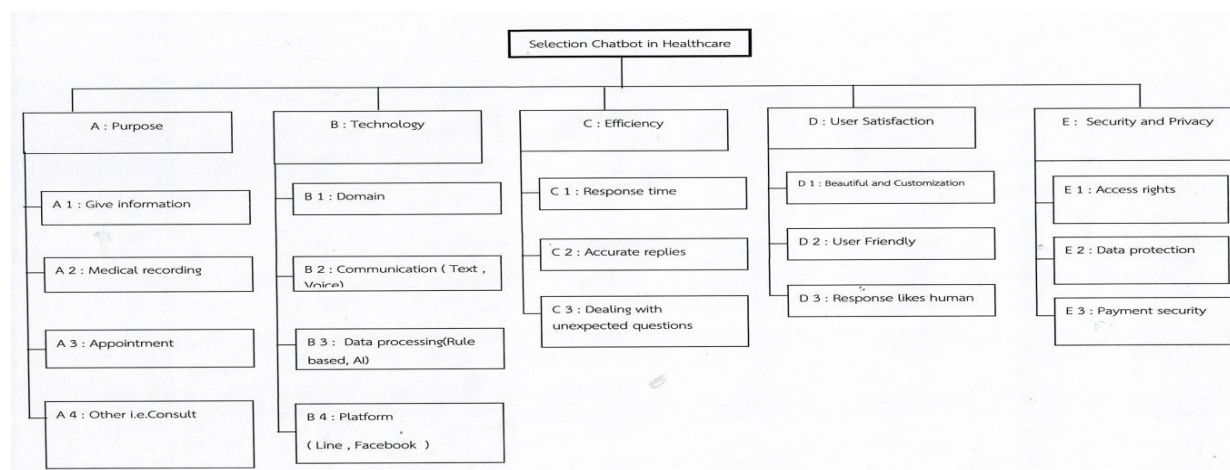 Selection Chatbot in Healthcare
A : Purpose
A 1 : Give information
A 2 : Medical recording
A 3 : Appointment
A 4 : Other i.e.Consult
B : Technology
B 1 : Domain
B 2 : Communication ( Text ,
Voice)
B 3 :  Data processing(Rule
based, AI)
B 4 : Platform
( Line , Facebook  )
C : Efficiency
C 1 : Response time
C 2 : Accurate replies
C 3 : Dealing with
unexpected questions
D : User Satisfaction
D 1 : Beautiful and Customization
D 2 : User Friendly
D 3 : Response likes human
E :  Security and Privacy
E 1 : Access rights
E 2 : Data protection
E 3 : Payment security